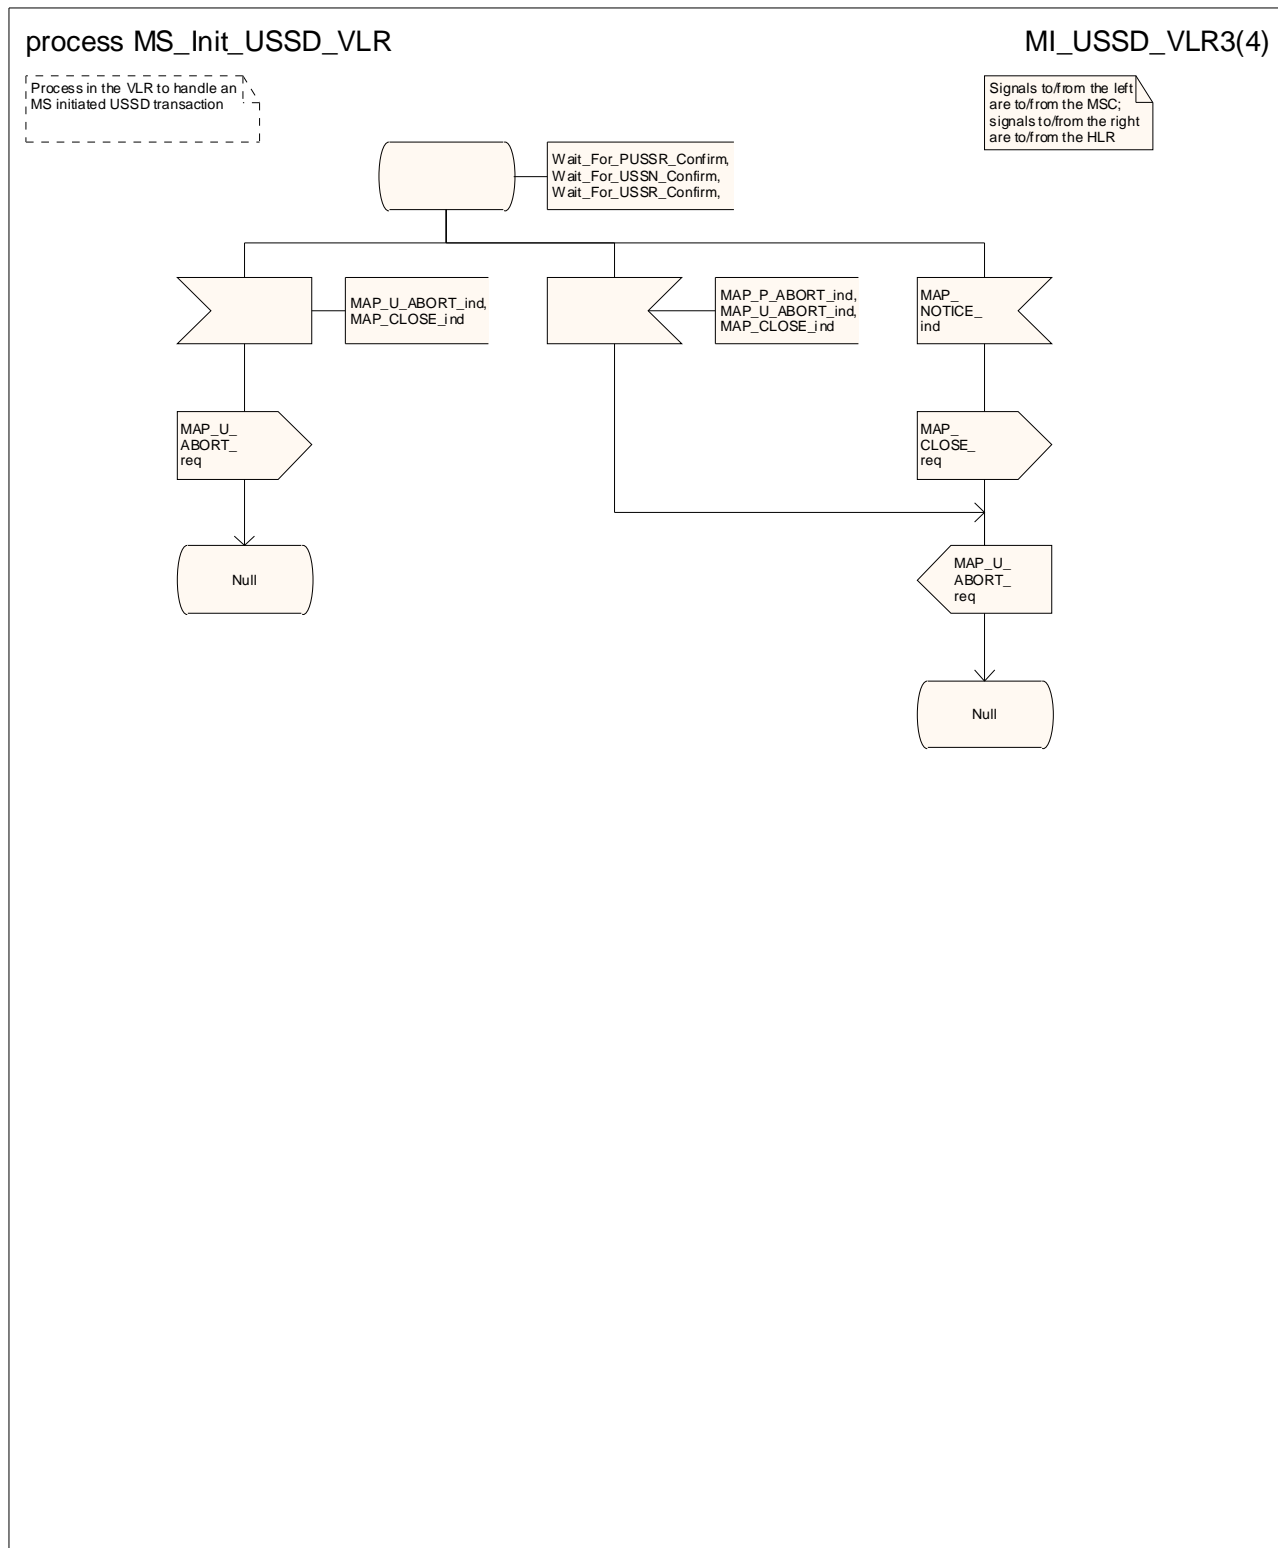 process MS_Init_USSD_VLR
MI_USSD_VLR3(4)
Process in the VLR to handle an
MS initiated USSD transaction
Signals to/from the left
are to/from the MSC;
signals to/from the right
are to/from the HLR
Wait_For_PUSSR_Confirm,
Wait_For_USSN_Confirm,
Wait_For_USSR_Confirm,
MAP_U_ABORT_ind,
MAP_CLOSE_ind
MAP_P_ABORT_ind,
MAP_U_ABORT_ind,
MAP_CLOSE_ind
MAP_
NOTICE_
ind
MAP_U_
ABORT_
req
MAP_
CLOSE_
req
Null
MAP_U_
ABORT_
req
Null